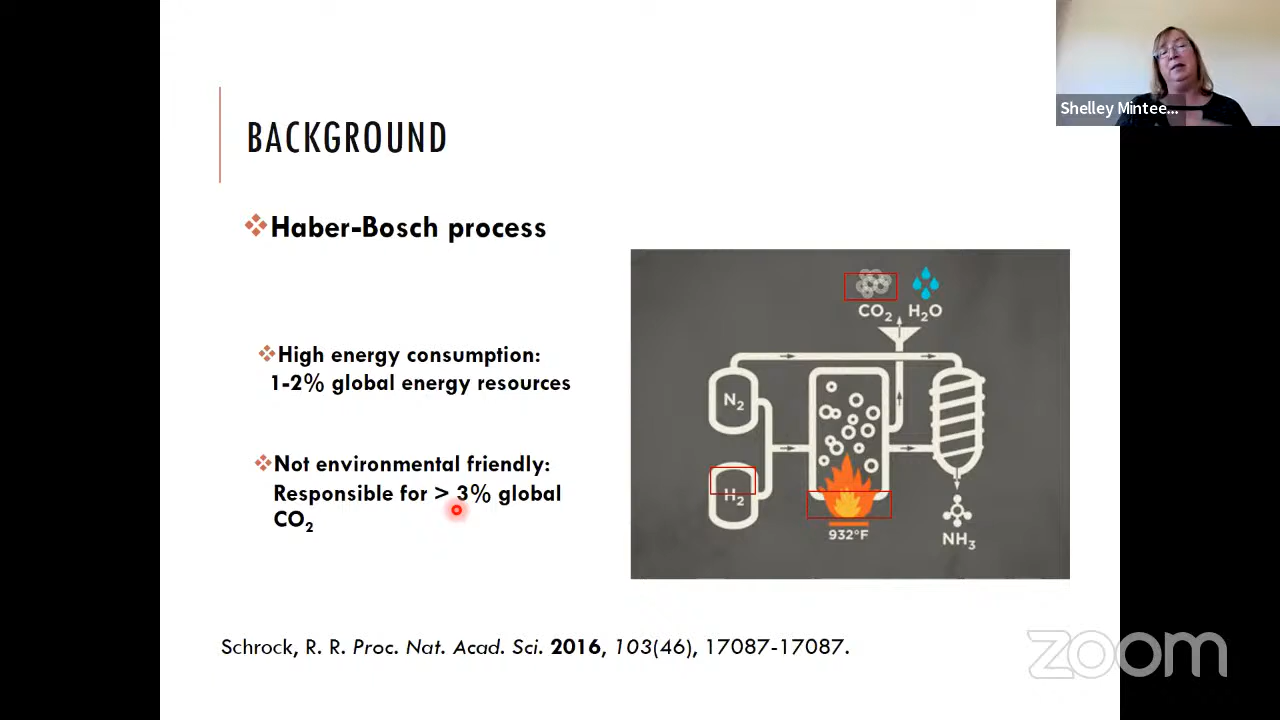 Shelley Mintee...
BACKGROUND
Haber-Bosch process
High energy consumption:
1-2% global energy resources
Not environmental friendly:
Responsible for > 3% global
CO₂
CO₂ H₂O
N₂
H₂
932°F
NH₃
Schrock, R. R. Proc. Nat. Acad. Sci. 2016, 103(46), 17087-17087.
zoom